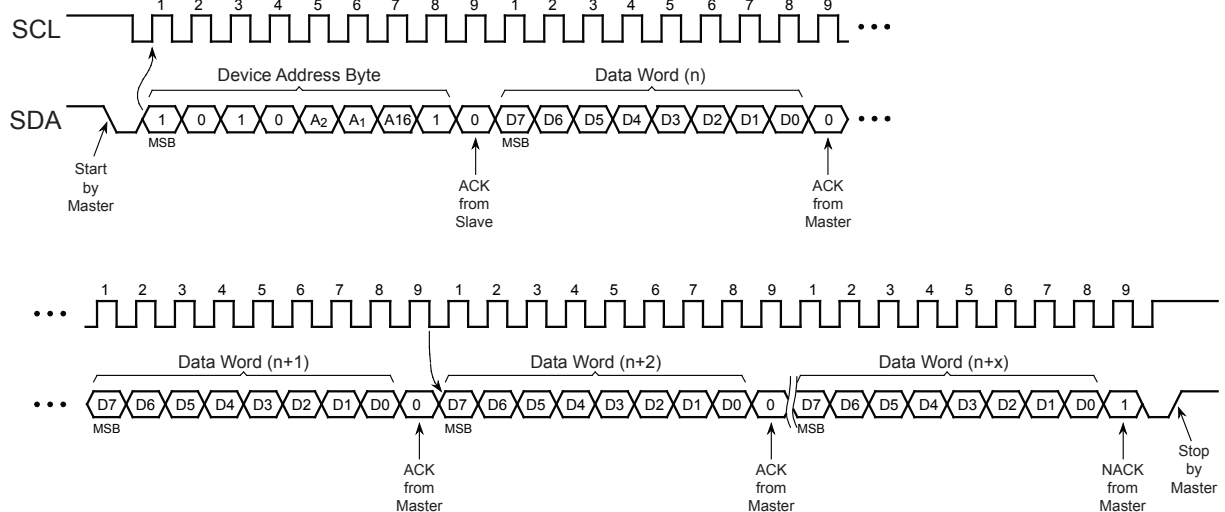 1 2 3 4 5 6 7 8 9 1 2 3 4 5 6 7 8 9
SCL
Device Address Byte Data Word (n)
SDA 1 0 1 0 A2 A1 A16 1 0 D7 D6 D5 D4 D3 D2 D1 D0 0
MSB MSB
Start
by
Master
ACK
from
Slave
ACK
from
Master
1 2 3 4 5 6 7 8 9 1 2 3 4 5 6 7 8 9 1 2 3 4 5 6 7 8 9
Data Word (n+1) Data Word (n+2) Data Word (n+x)
D7 D6 D5 D4 D3 D2 D1 D0 0 D7 D6 D5 D4 D3 D2 D1 D0 0 D7 D6 D5 D4 D3 D2 D1 D0 1
MSB MSB MSB
ACK
from
Master
ACK
from
Master
NACK
from
Master
Stop
by
Master